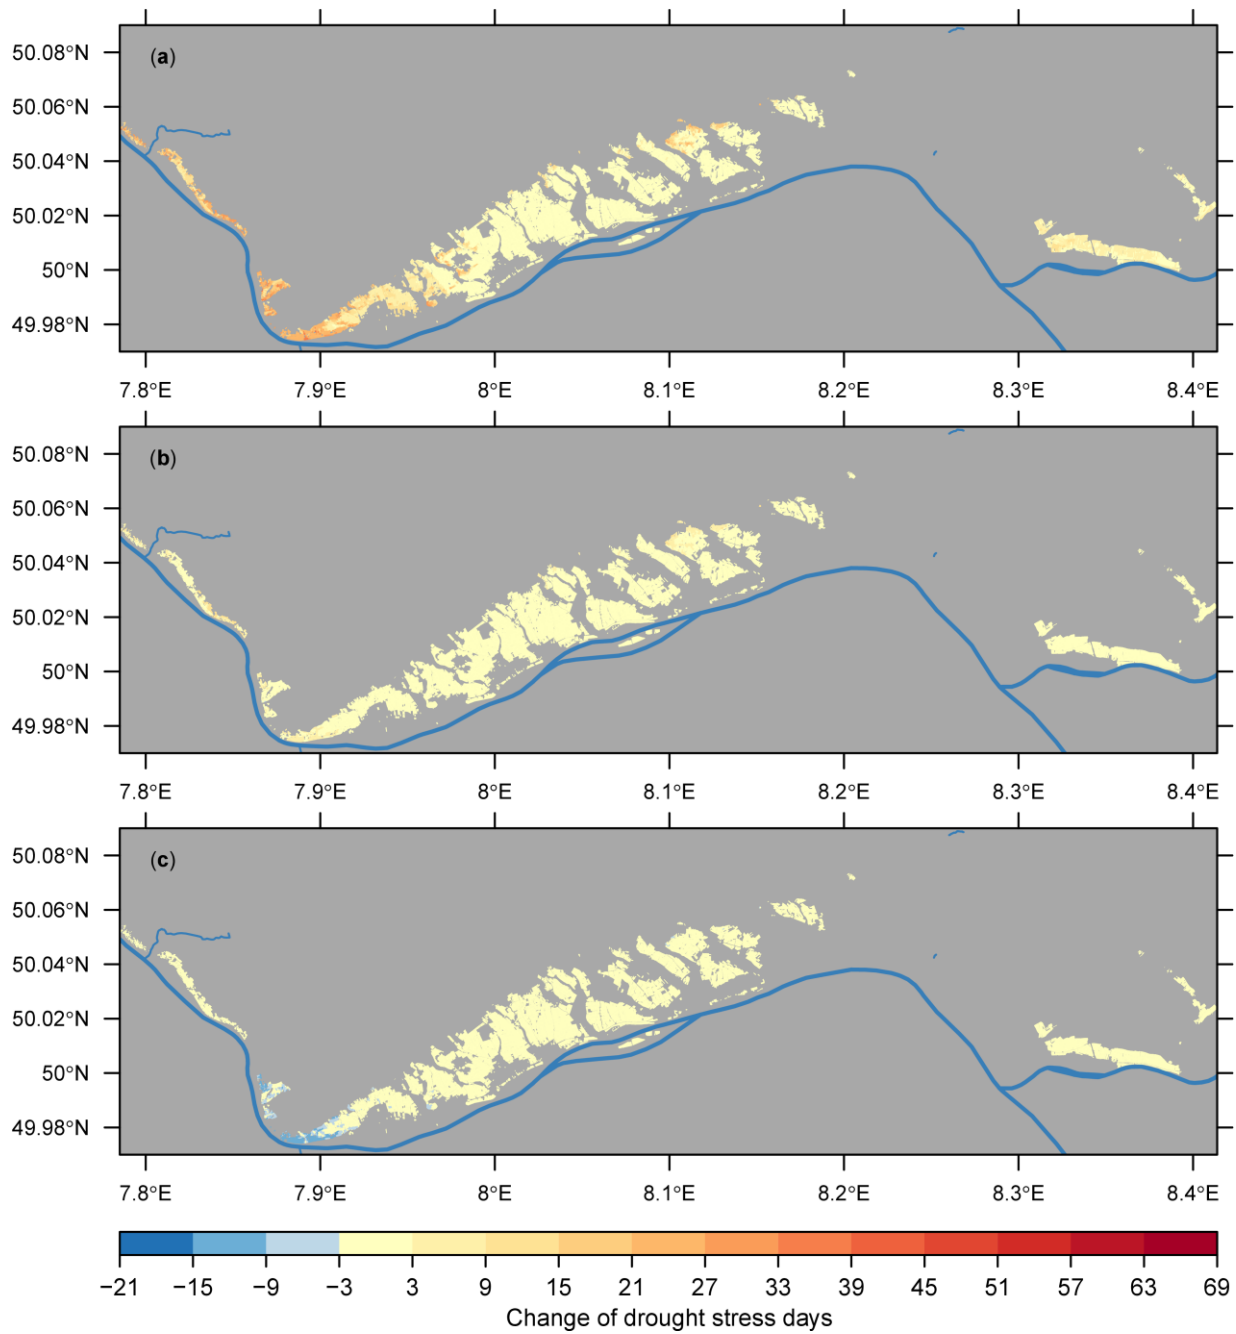 (a)
50.08°N
50.06°N
50.04°N
50.02°N
50°N
49.98°N
7.8°E 7.9°E 8°E 8.1°E 8.2°E 8.3°E 8.4°E
(b)
50.08°N
50.06°N
50.04°N
50.02°N
50°N
49.98°N
7.8°E 7.9°E 8°E 8.1°E 8.2°E 8.3°E 8.4°E
(c)
50.08°N
50.06°N
50.04°N
50.02°N
50°N
49.98°N
7.8°E 7.9°E 8°E 8.1°E 8.2°E 8.3°E 8.4°E
−21 −15 −9 −3 3 9 15 21 27 33 39 45 51 57 63 69
Change of drought stress days